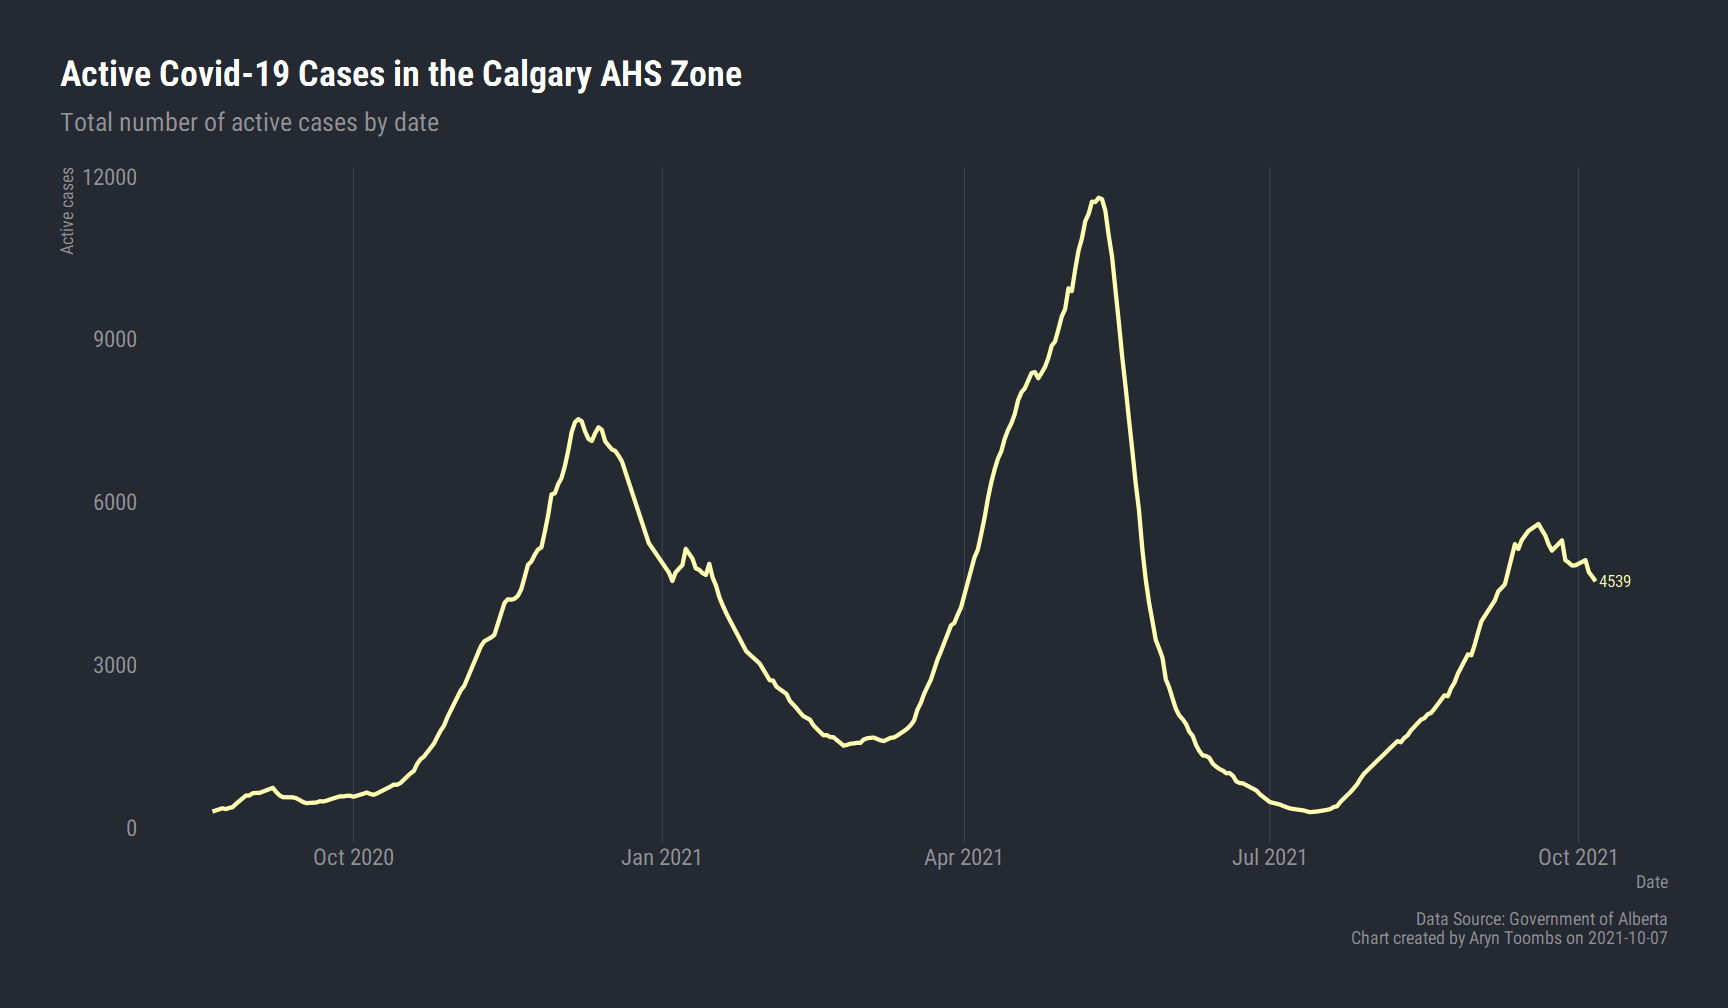 Active Covid-19 Cases in the Calgary AHS Zone
Total number of active cases by date
Active cases
12000
9000
6000
3000
0
4539
Oct 2020
Jan 2021
Apr 2021
Jul 2021
Oct 2021
Date
Data Source: Government of Alberta
Chart created by Aryn Toombs on 2021-10-07